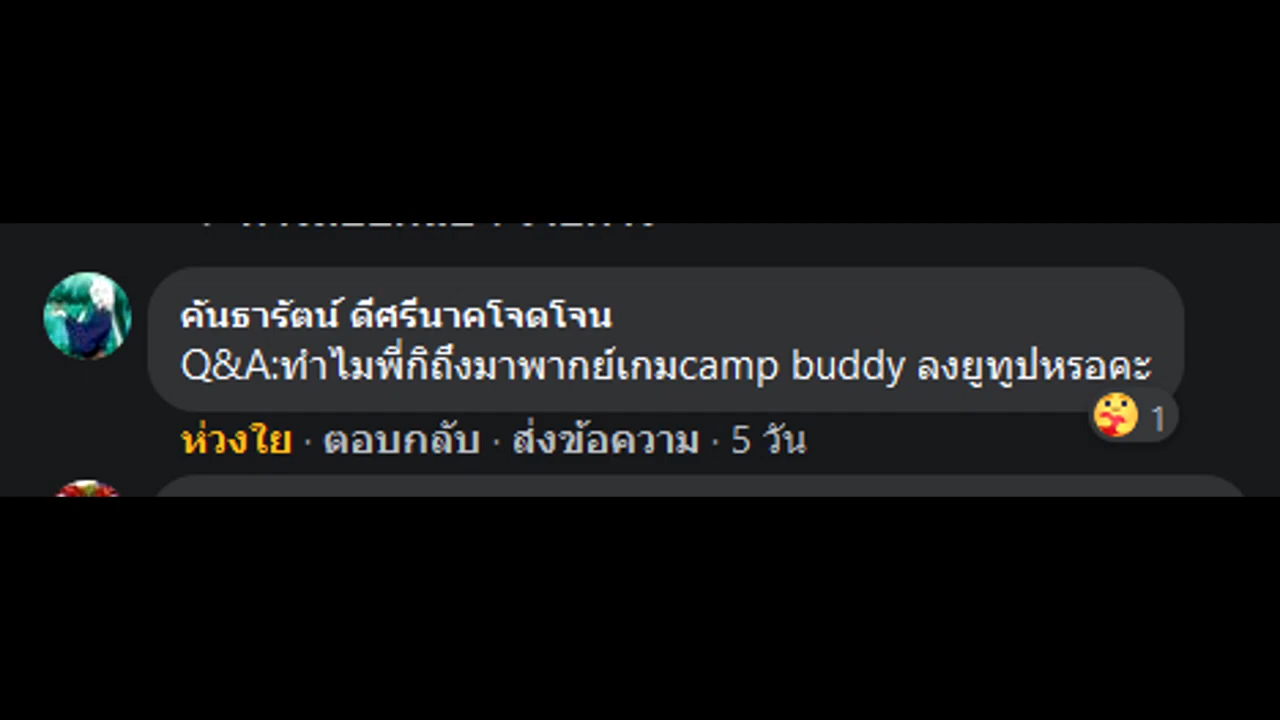 คันธารัตน์ ดีศรีนาคโจดโจน
Q&A:ทำไมพี่กิถึงมาพากย์เกมcamp buddy ลงยูทูปหรอคะ
1
ห่วงใย · ตอบกลับ · ส่งข้อความ · 5 วัน